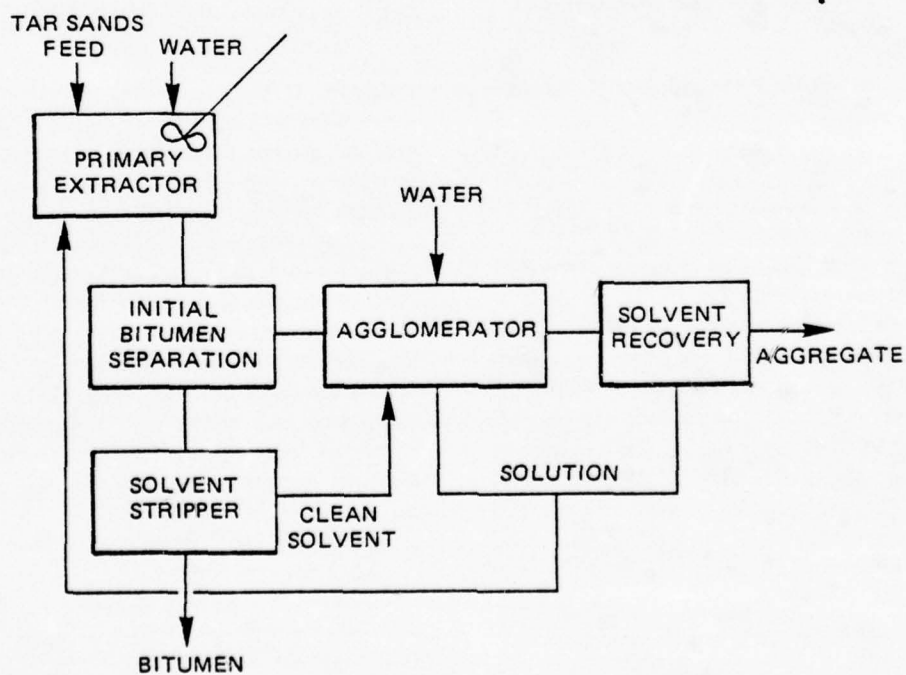 TAR SANDS
FEED
WATER
PRIMARY
EXTRACTOR
WATER
INITIAL
BITUMEN
SEPARATION
AGGLOMERATOR
SOLVENT
RECOVERY
AGGREGATE
SOLVENT
STRIPPER
CLEAN
SOLVENT
SOLUTION
BITUMEN